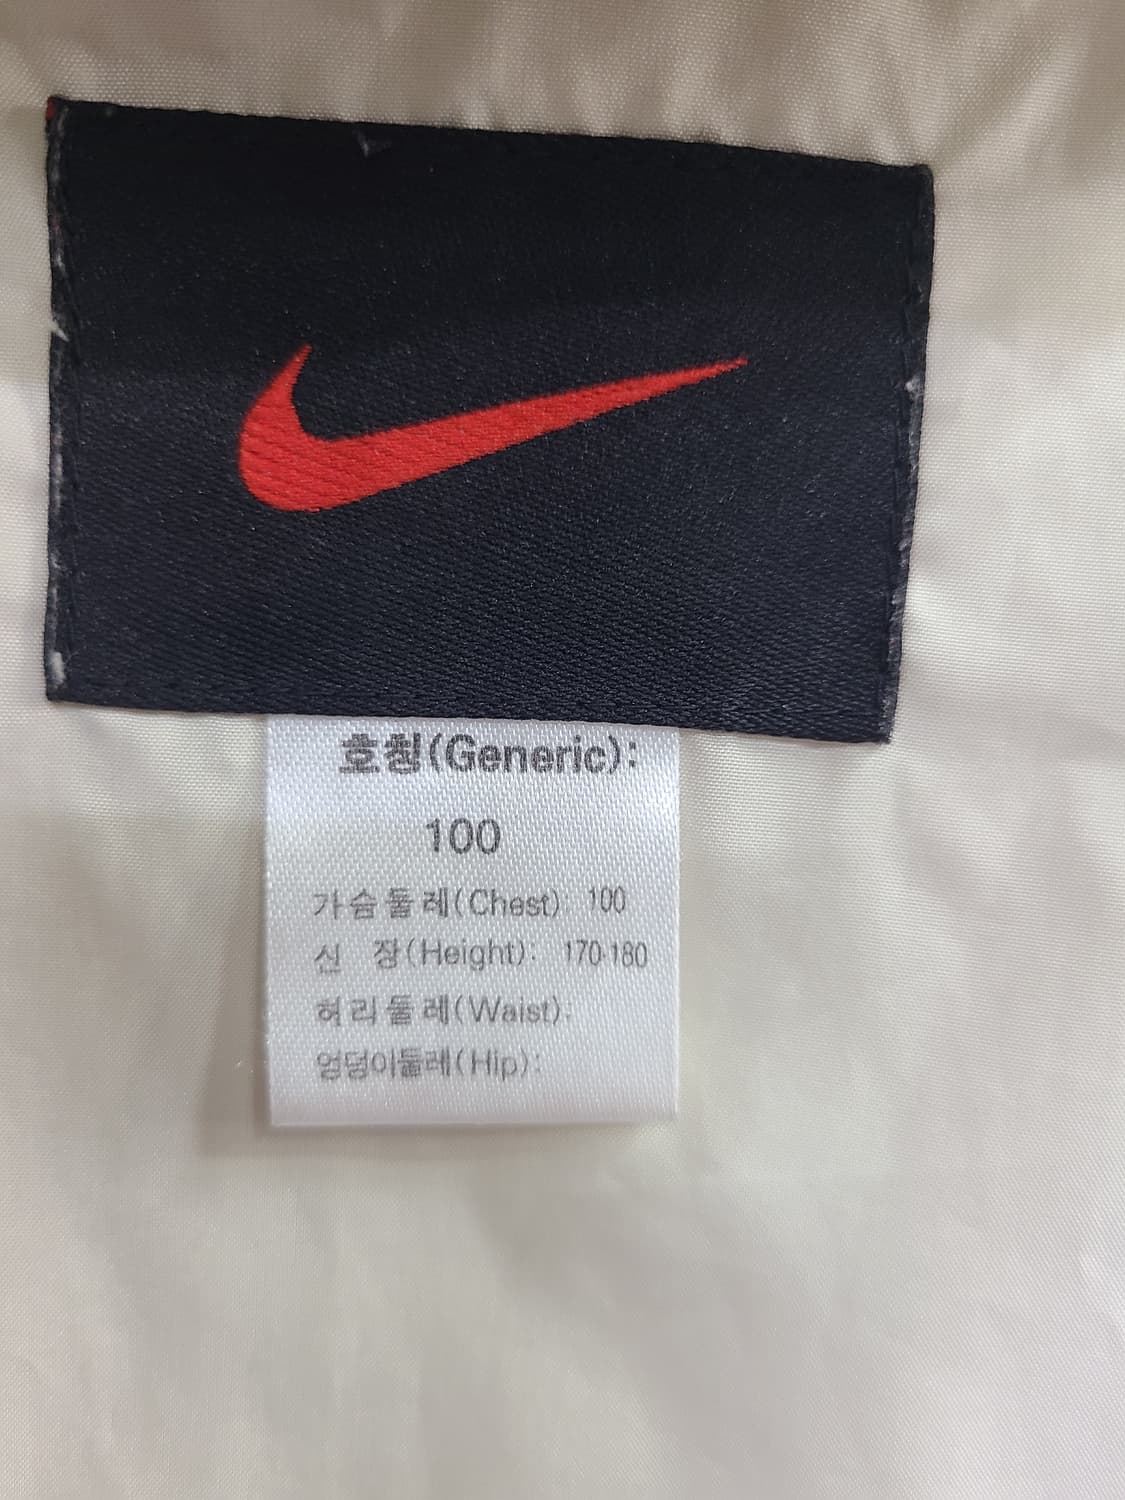 호칭(Generic):
100
가슴둘레(Chest): 100
신 장(Height): 170-180
허리둘레(Waist):
엉덩이둘레(Hip):